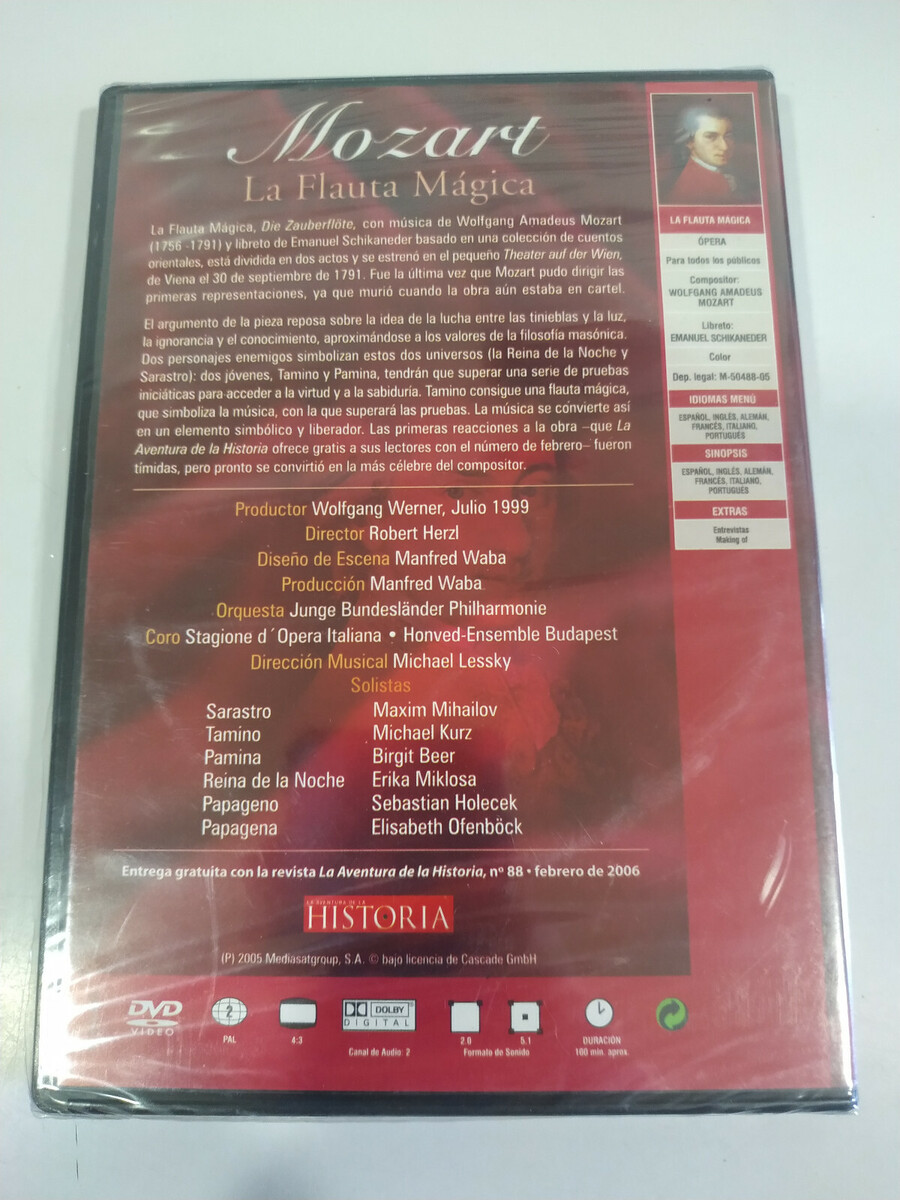 Mozart
La Flauta Mágica
La Flauta Mágica, Die Zauberflöte, con música de Wolfgang Amadeus Mozart
(1756 -1791) y libreto de Emanuel Schikaneder basado en una colección de cuentos
orientales, está dividida en dos actos y se estrenó en el pequeño Theater auf der Wien,
de Viena el 30 de septiembre de 1791. Fue la última vez que Mozart pudo dirigir las
primeras representaciones, ya que murió cuando la obra aún estaba en cartel.
El argumento de la pieza reposa sobre la idea de la lucha entre las tinieblas y la luz,
la ignorancia y el conocimiento, aproximándose a los valores de la filosofía masónica.
Dos personajes enemigos simbolizan estos dos universos (la Reina de la Noche y
Sarastro): dos jóvenes, Tamino y Pamina, tendrán que superar una serie de pruebas
iniciáticas para acceder a la virtud y a la sabiduría. Tamino consigue una flauta mágica,
que simboliza la música, con la que superará las pruebas. La música se convierte así
en un elemento simbólico y liberador. Las primeras reacciones a la obra –que La
Aventura de la Historia ofrece gratis a sus lectores con el número de febrero– fueron
tímidas, pero pronto se convirtió en la más célebre del compositor.
Productor Wolfgang Werner, Julio 1999
Director Robert Herzl
Diseño de Escena Manfred Waba
Producción Manfred Waba
Orquesta Junge Bundesländer Philharmonie
Coro Stagione d´Opera Italiana • Honved-Ensemble Budapest
Dirección Musical Michael Lessky
Solistas
Sarastro Maxim Mihailov
Tamino Michael Kurz
Pamina Birgit Beer
Reina de la Noche Erika Miklosa
Papageno Sebastian Holecek
Papagena Elisabeth Ofenböck
Entrega gratuita con la revista La Aventura de la Historia, nº 88 • febrero de 2006
LA AVENTURA DE LA
HISTORIA
(P) 2005 Mediasatgroup, S.A. © bajo licencia de Cascade GmbH
LA FLAUTA MÁGICA
ÓPERA
Para todos los públicos
Compositor:
WOLFGANG AMADEUS
MOZART
Libreto:
EMANUEL SCHIKANEDER
Color
Dep. legal: M-50488-05
IDIOMAS MENÚ
ESPAÑOL, INGLÉS, ALEMÁN,
FRANCÉS, ITALIANO,
PORTUGUÉS
SINOPSIS
ESPAÑOL, INGLÉS, ALEMÁN,
FRANCÉS, ITALIANO,
PORTUGUÉS
EXTRAS
Entrevistas
Making of
DVD
VIDEO
2
PAL
4:3
DOLBY
DIGITAL
Canal de Audio: 2
2.0 5.1
Formato de Sonido
DURACIÓN
160 min. aprox.